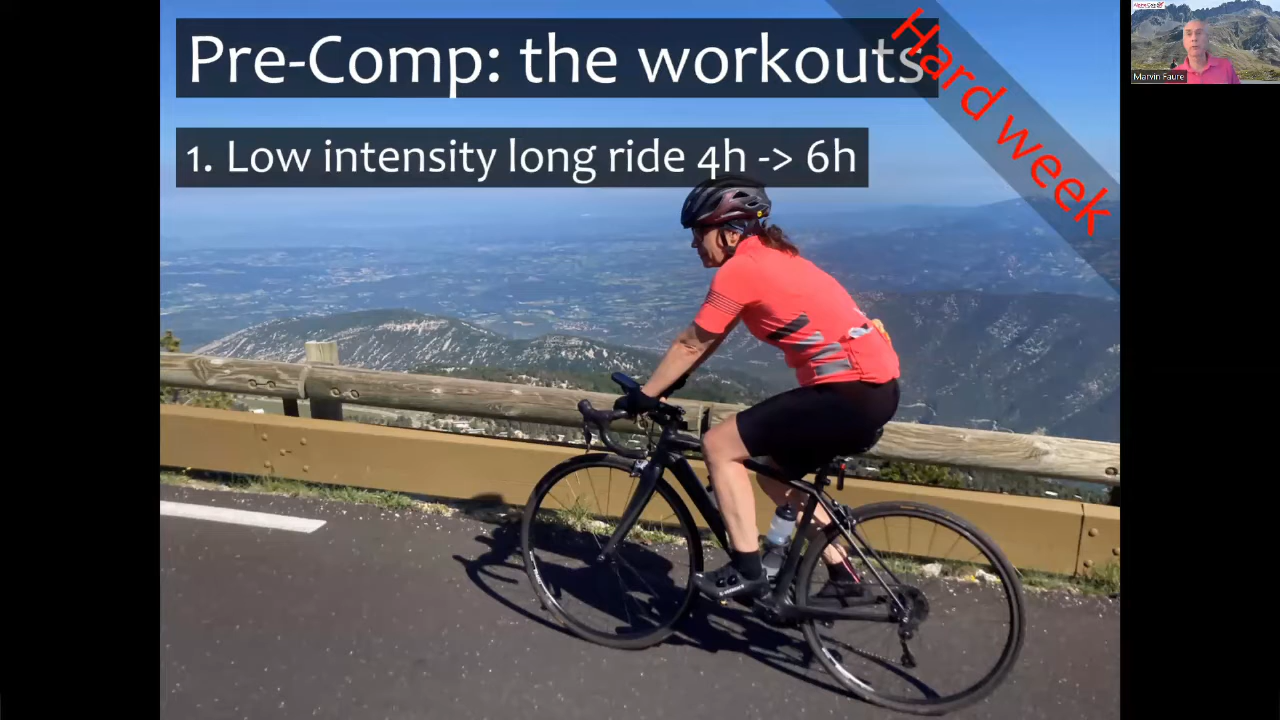 Pre-Comp: the workouts
Hard week
1. Low intensity long ride 4h -> 6h
Marvin Faure